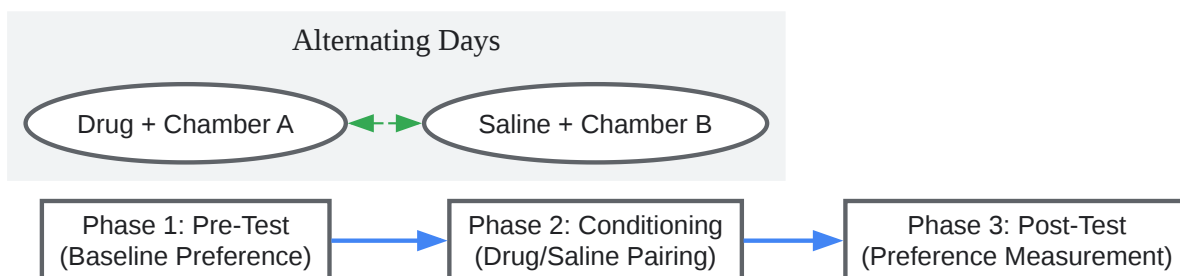 Alternating Days
Drug + Chamber A
Saline + Chamber B
Phase 1: Pre-Test
(Baseline Preference)
Phase 2: Conditioning
(Drug/Saline Pairing)
Phase 3: Post-Test
(Preference Measurement)